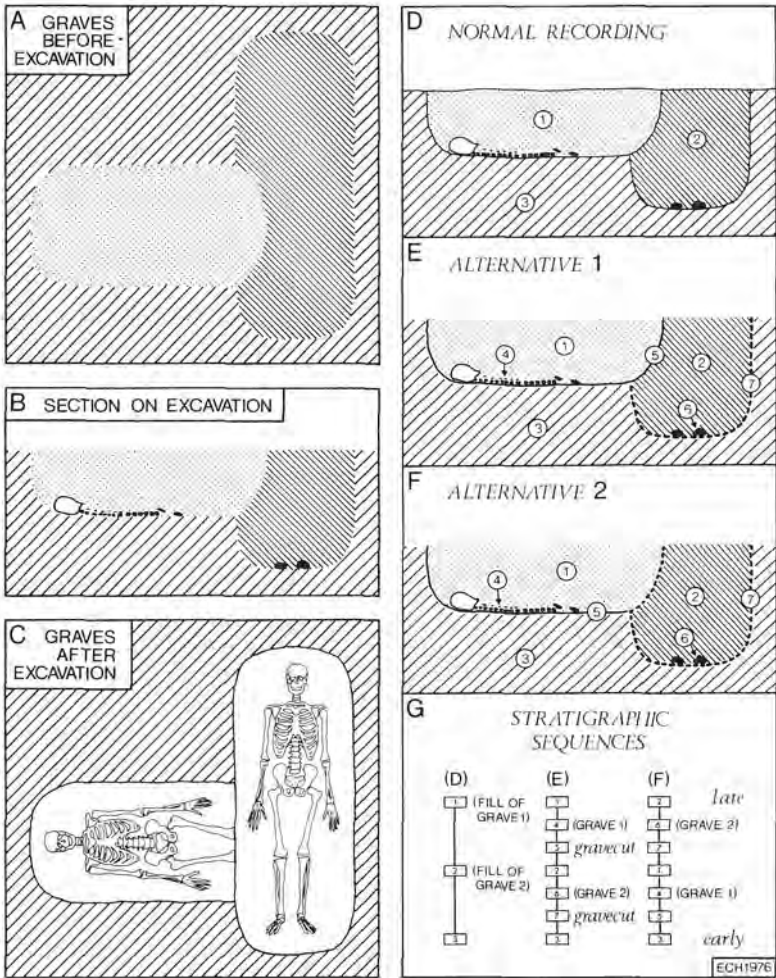 A GRAVES
BEFORE-
EXCAVATION
B SECTION ON EXCAVATION
C GRAVES
AFTER
EXCAVATION
D NORMAL RECORDING
1
2
3
E ALTERNATIVE 1
1
4
5
2
7
6
3
F ALTERNATIVE 2
1
4
2
7
5
6
3
G STRATIGRAPHIC
SEQUENCES
(D) (E) (F)
1 (FILL OF GRAVE 1) 1 2 late
4 (GRAVE 1) 6 (GRAVE 2)
5 gravecut 7
2 (FILL OF GRAVE 2) 2 1
6 (GRAVE 2) 4 (GRAVE 1)
7 gravecut 5
3 3 3 early
ECH1976